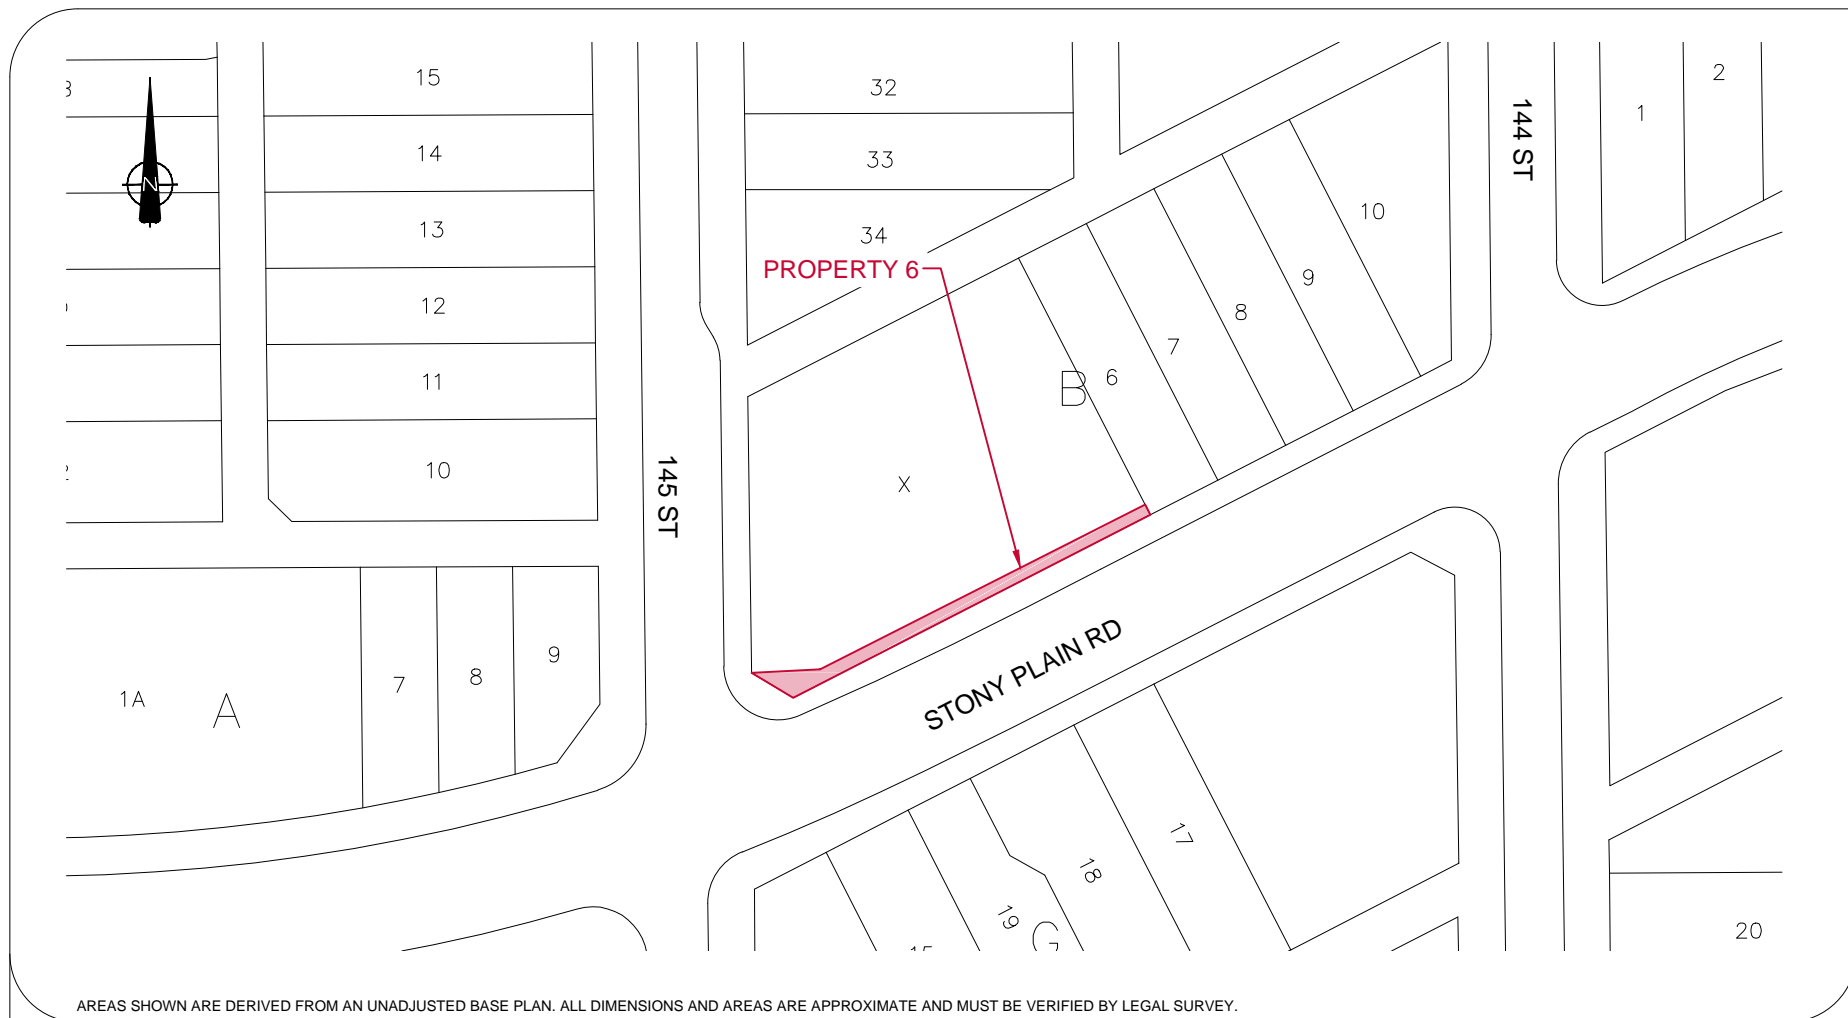 15
32
2
14
144 ST
1
33
N
10
13
34
PROPERTY 6
9
12
8
7
11
6
B
10
X
145 ST
STONY PLAIN RD
9
8
7
1A
A
17
18
19
20
AREAS SHOWN ARE DERIVED FROM AN UNADJUSTED BASE PLAN. ALL DIMENSIONS AND AREAS ARE APPROXIMATE AND MUST BE VERIFIED BY LEGAL SURVEY.